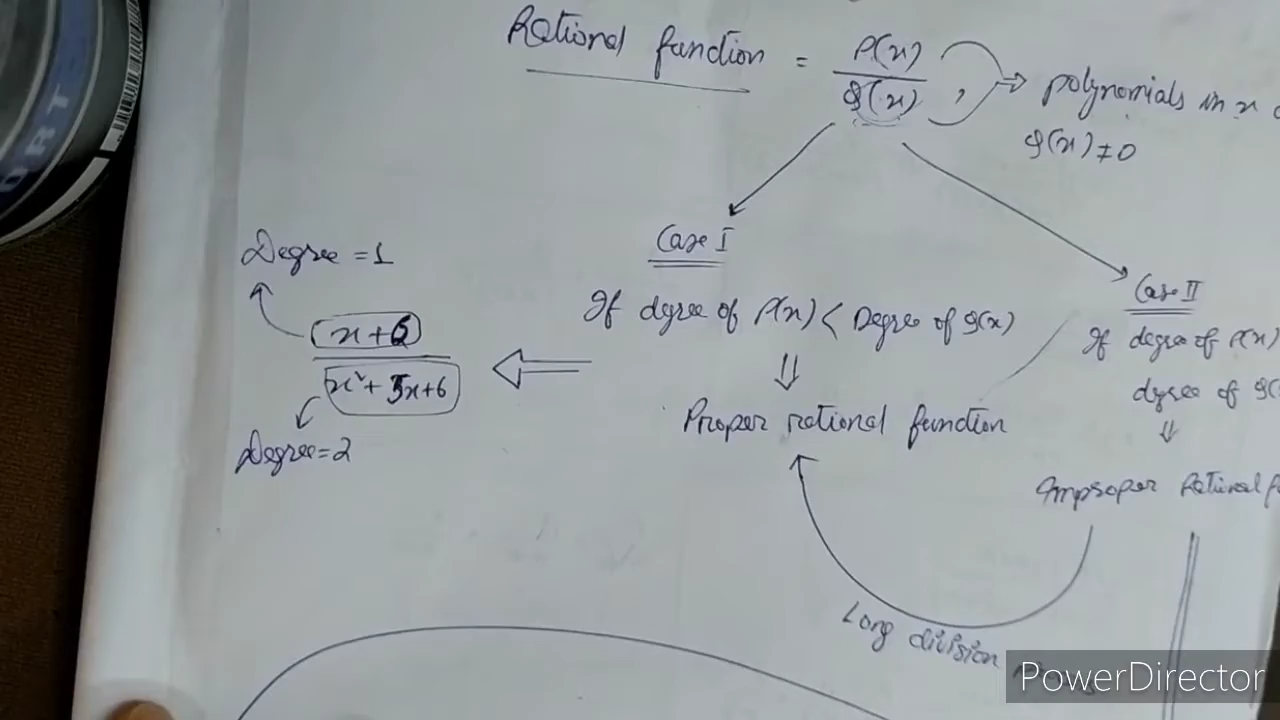 Rational function = P(x)/Q(x) , ⇒ polynomials in x
Q(x) ≠ 0
Case I
If degree of P(x) < Degree of Q(x)
⇓
Proper rational function
Degree = 1
(x+6)
x²+5x+6
Degree=2
Case II
If degree of P(x)
degree of Q(
⇓
Improper Rational
Long division
ORT
PowerDirector